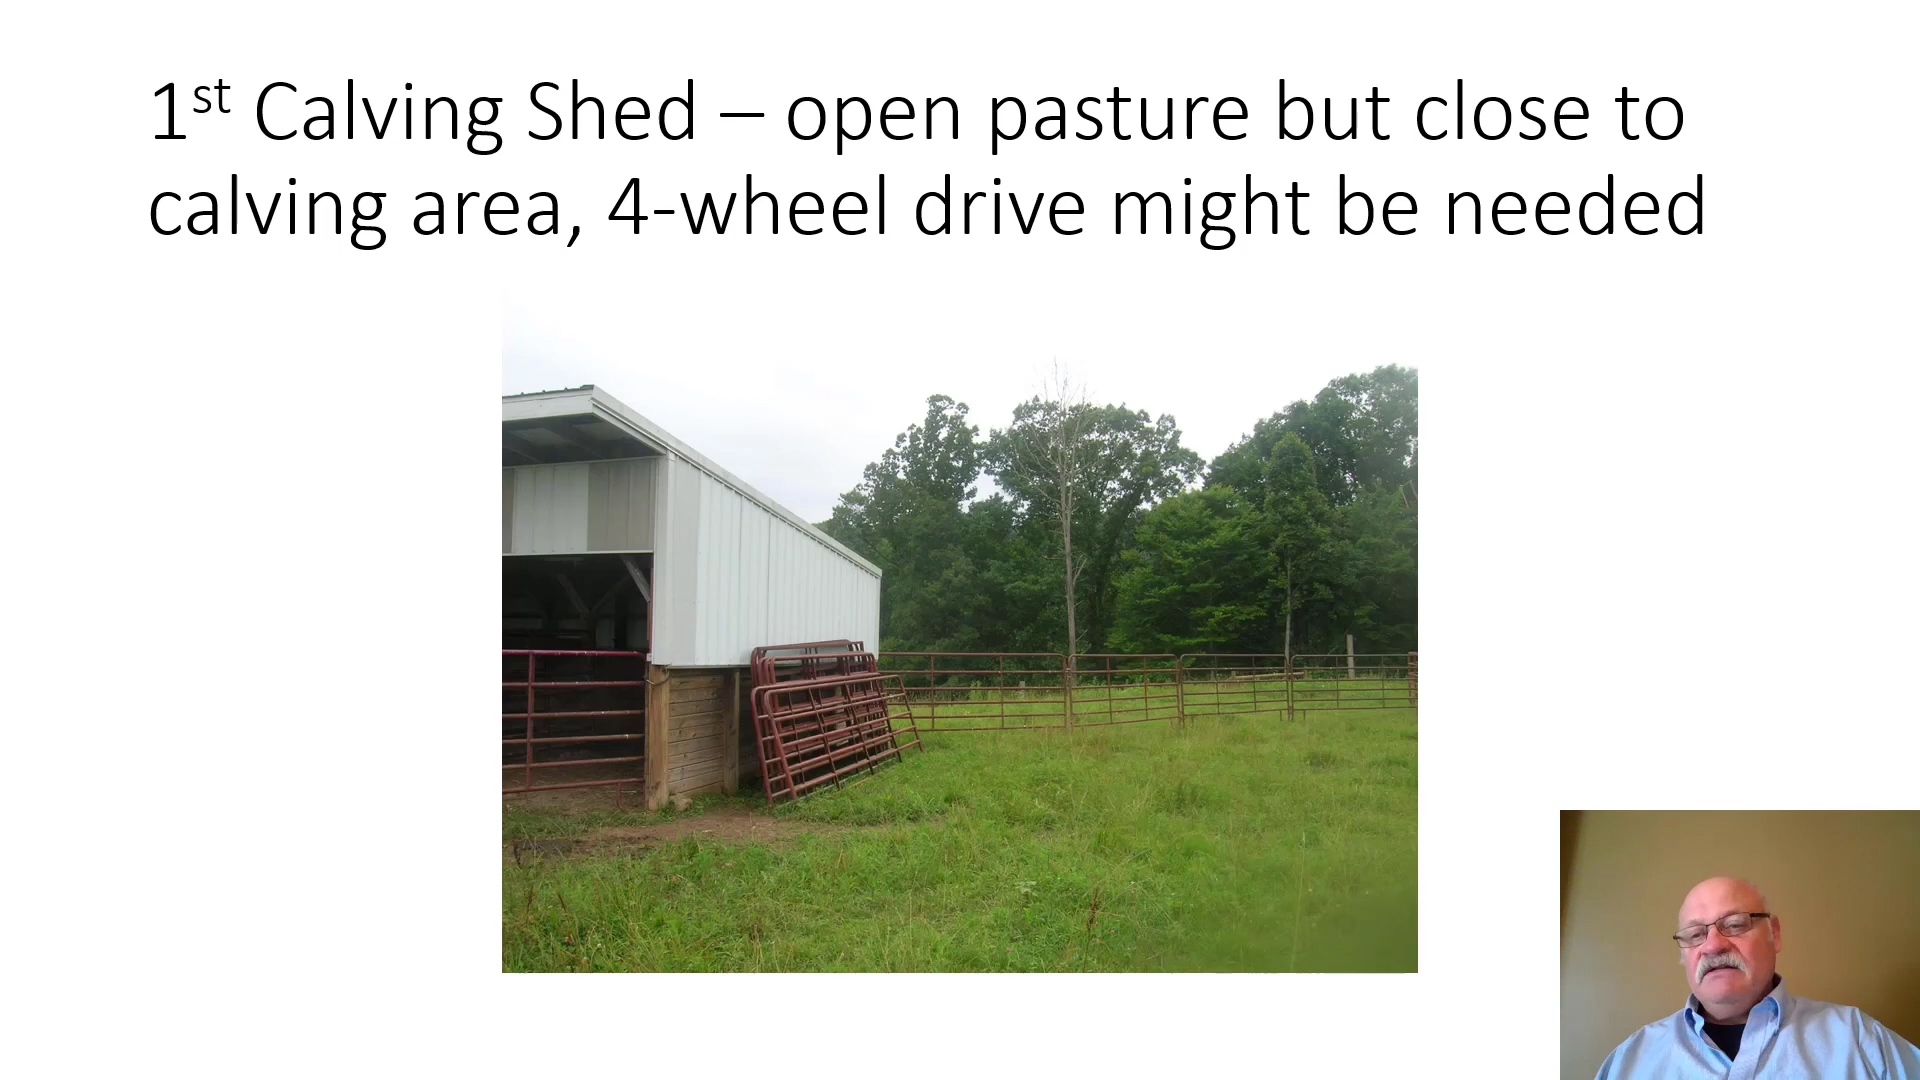 1st Calving Shed – open pasture but close to
calving area, 4-wheel drive might be needed